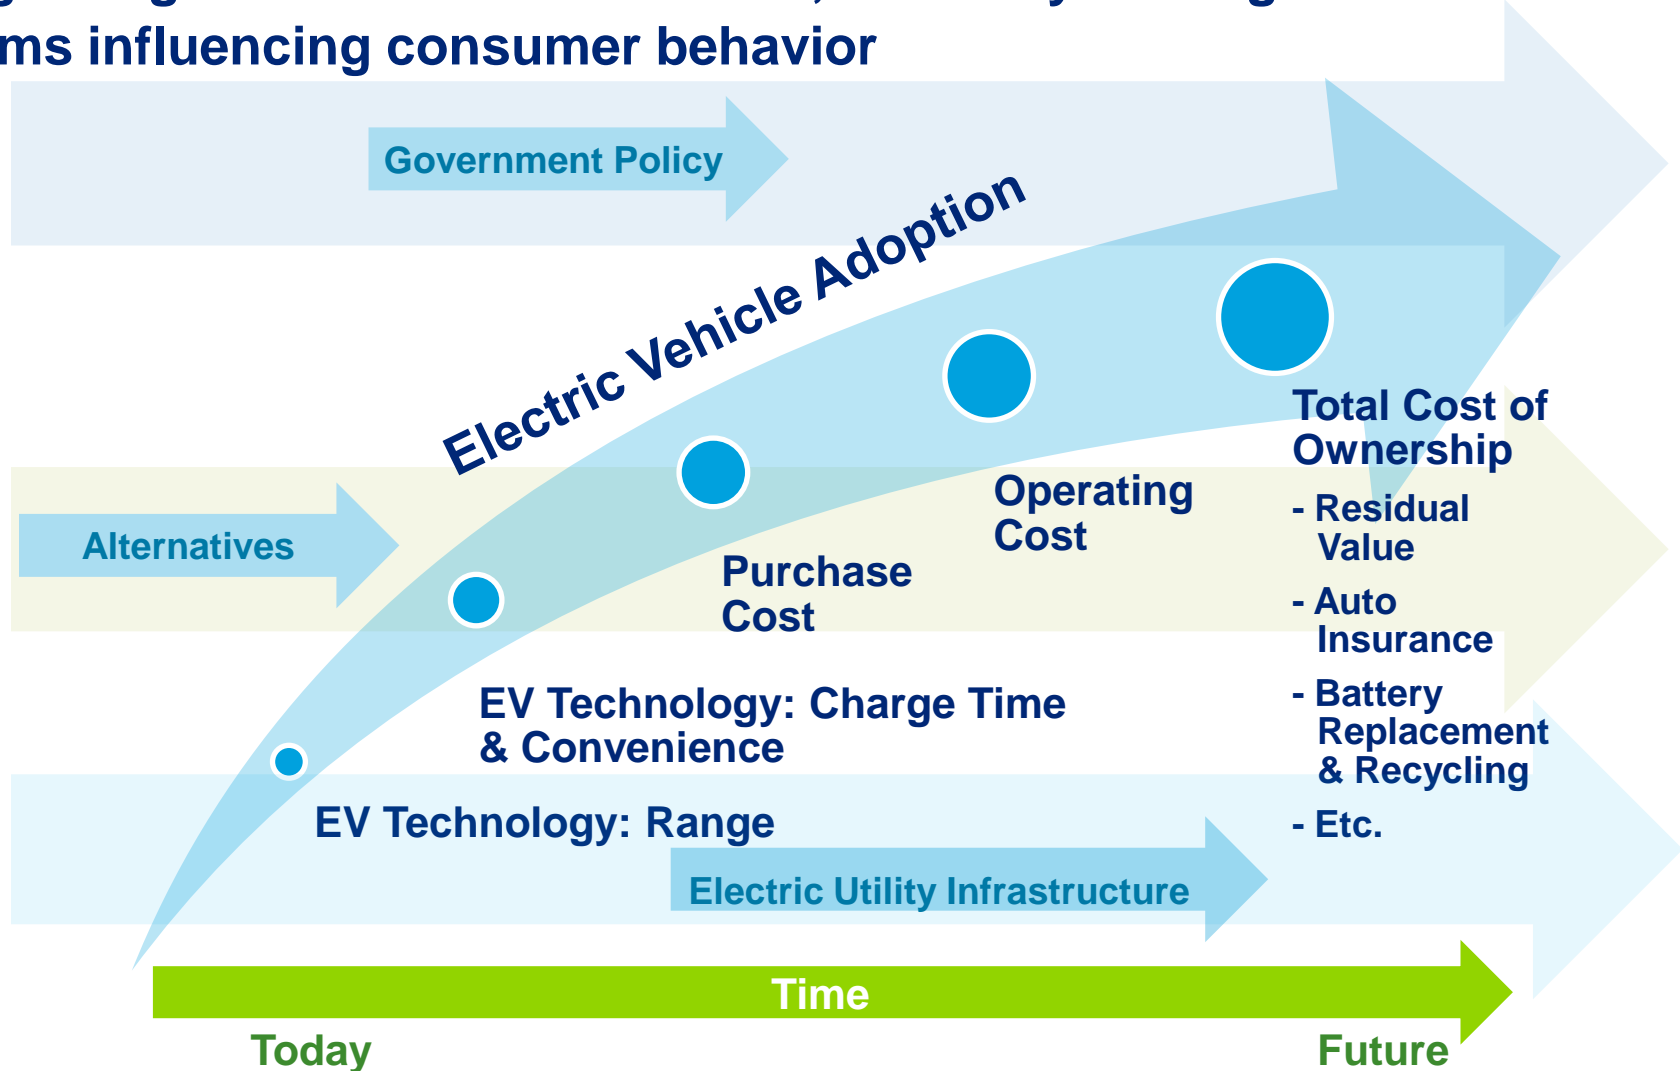 ms influencing consumer behavior
Government Policy
Electric Vehicle Adoption
Total Cost of
Ownership
- Residual
Value
- Auto
Insurance
- Battery
Replacement
& Recycling
- Etc.
Operating
Cost
Alternatives
Purchase
Cost
EV Technology: Charge Time
& Convenience
EV Technology: Range
Electric Utility Infrastructure
Time
Today
Future